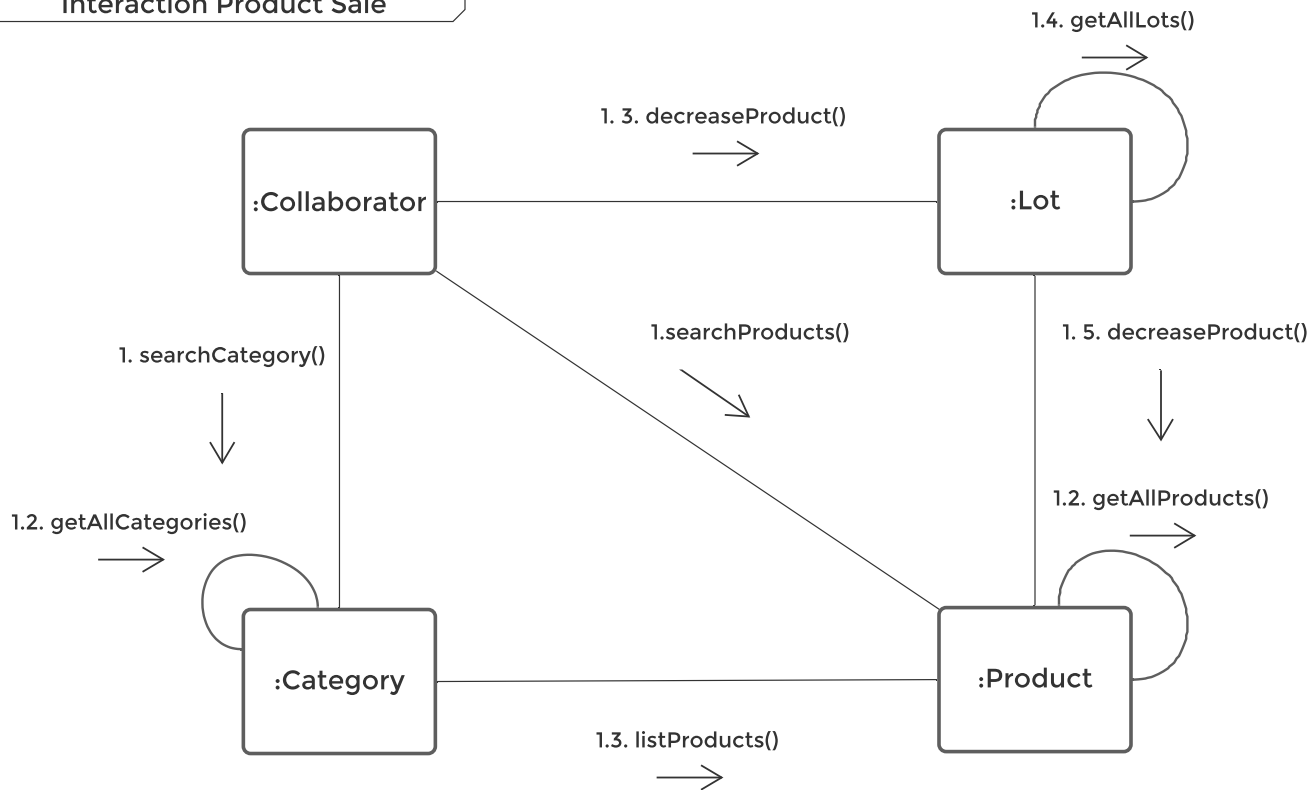 Interaction Product Sale
1.4. getAllLots()
1. 3. decreaseProduct()
:Collaborator
:Lot
1.searchProducts()
1. 5. decreaseProduct()
1. searchCategory()
1.2. getAllProducts()
1.2. getAllCategories()
:Category
:Product
1.3. listProducts()